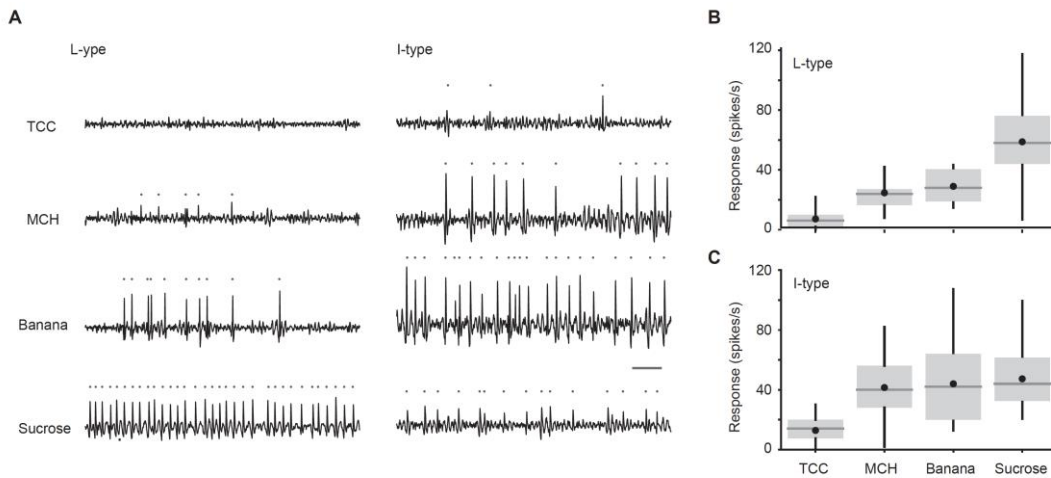 A
L-ype
I-type
TCC
MCH
Banana
Sucrose
B
120
80
40
0
Response (spikes/s)
L-type
C
120
80
40
0
Response (spikes/s)
I-type
TCC MCH Banana Sucrose